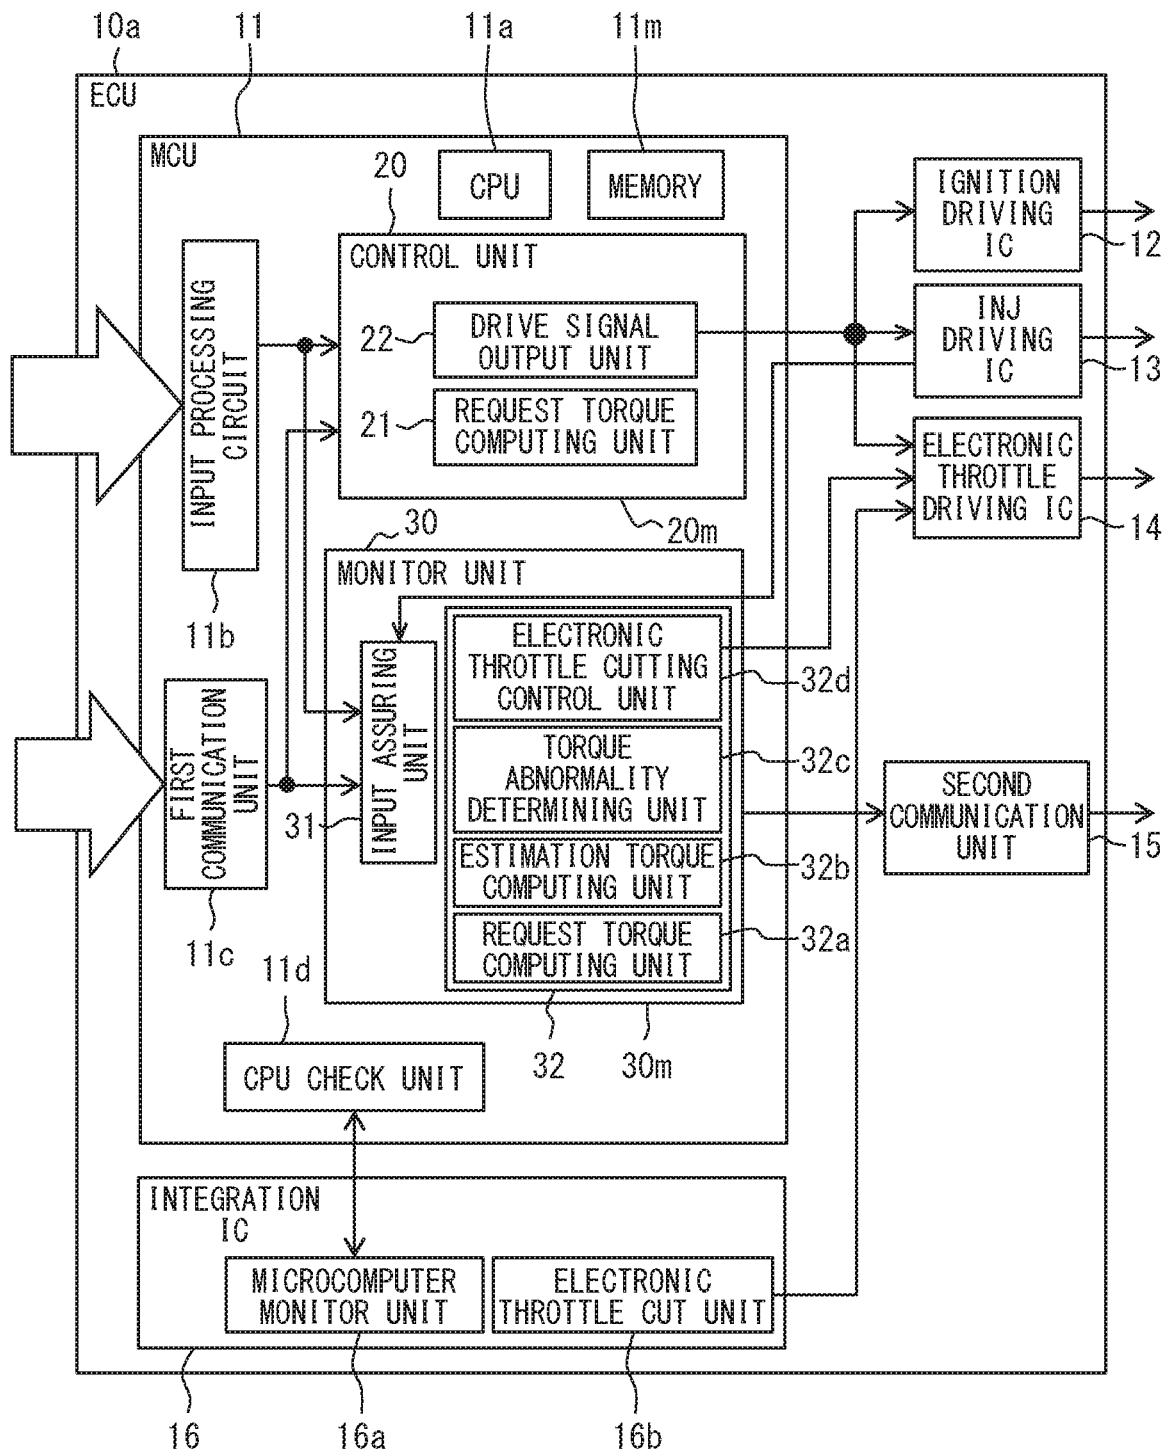 10a
11
11a
11m
ECU
MCU
20
CPU
MEMORY
IGNITION
DRIVING
IC
12
CONTROL UNIT
INPUT PROCESSING
CIRCUIT
22
DRIVE SIGNAL
OUTPUT UNIT
INJ
DRIVING
IC
13
21
REQUEST TORQUE
COMPUTING UNIT
ELECTRONIC
THROTTLE
DRIVING IC
14
30
20m
11b
MONITOR UNIT
ELECTRONIC
THROTTLE CUTTING
CONTROL UNIT
32d
FIRST
COMMUNICATION
UNIT
INPUT ASSURING
UNIT
31
TORQUE
ABNORMALITY
DETERMINING UNIT
32c
SECOND
COMMUNICATION
UNIT
15
ESTIMATION TORQUE
COMPUTING UNIT
32b
REQUEST TORQUE
COMPUTING UNIT
32a
11c
11d
32
30m
CPU CHECK UNIT
INTEGRATION
IC
MICROCOMPUTER
MONITOR UNIT
ELECTRONIC
THROTTLE CUT UNIT
16
16a
16b